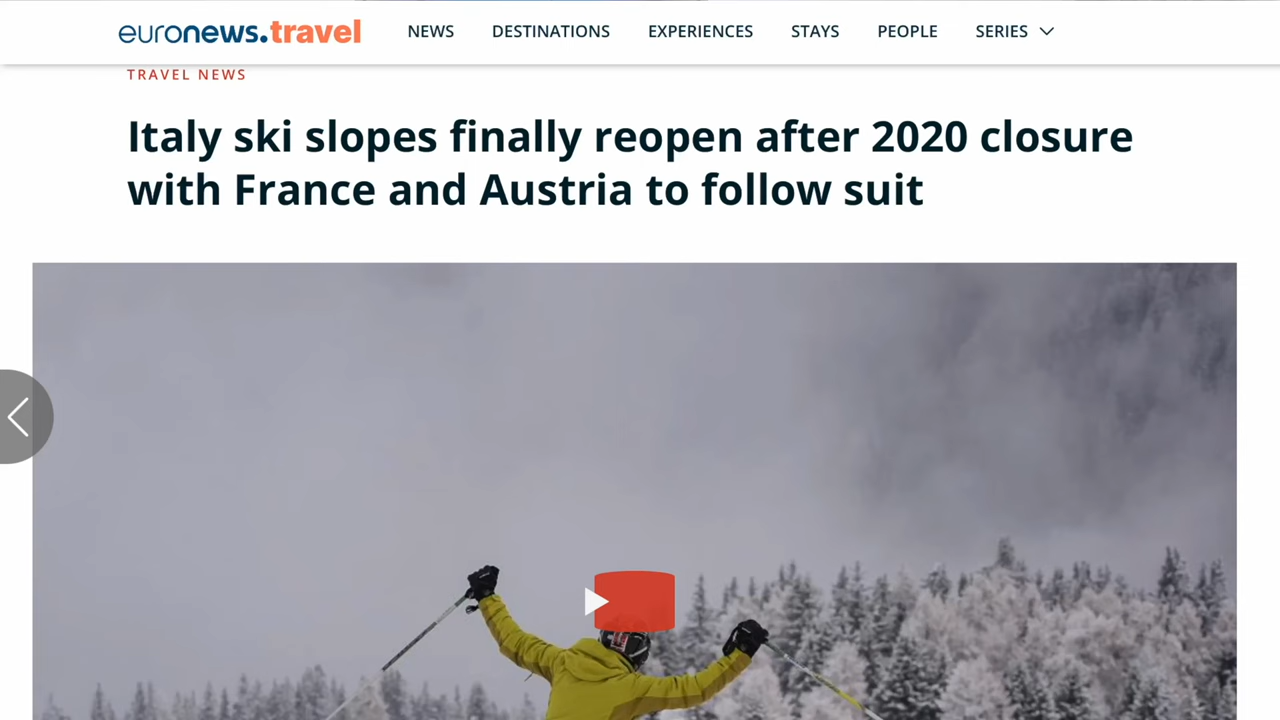 euronews.travel NEWS DESTINATIONS EXPERIENCES STAYS PEOPLE SERIES
TRAVEL NEWS
Italy ski slopes finally reopen after 2020 closure
with France and Austria to follow suit